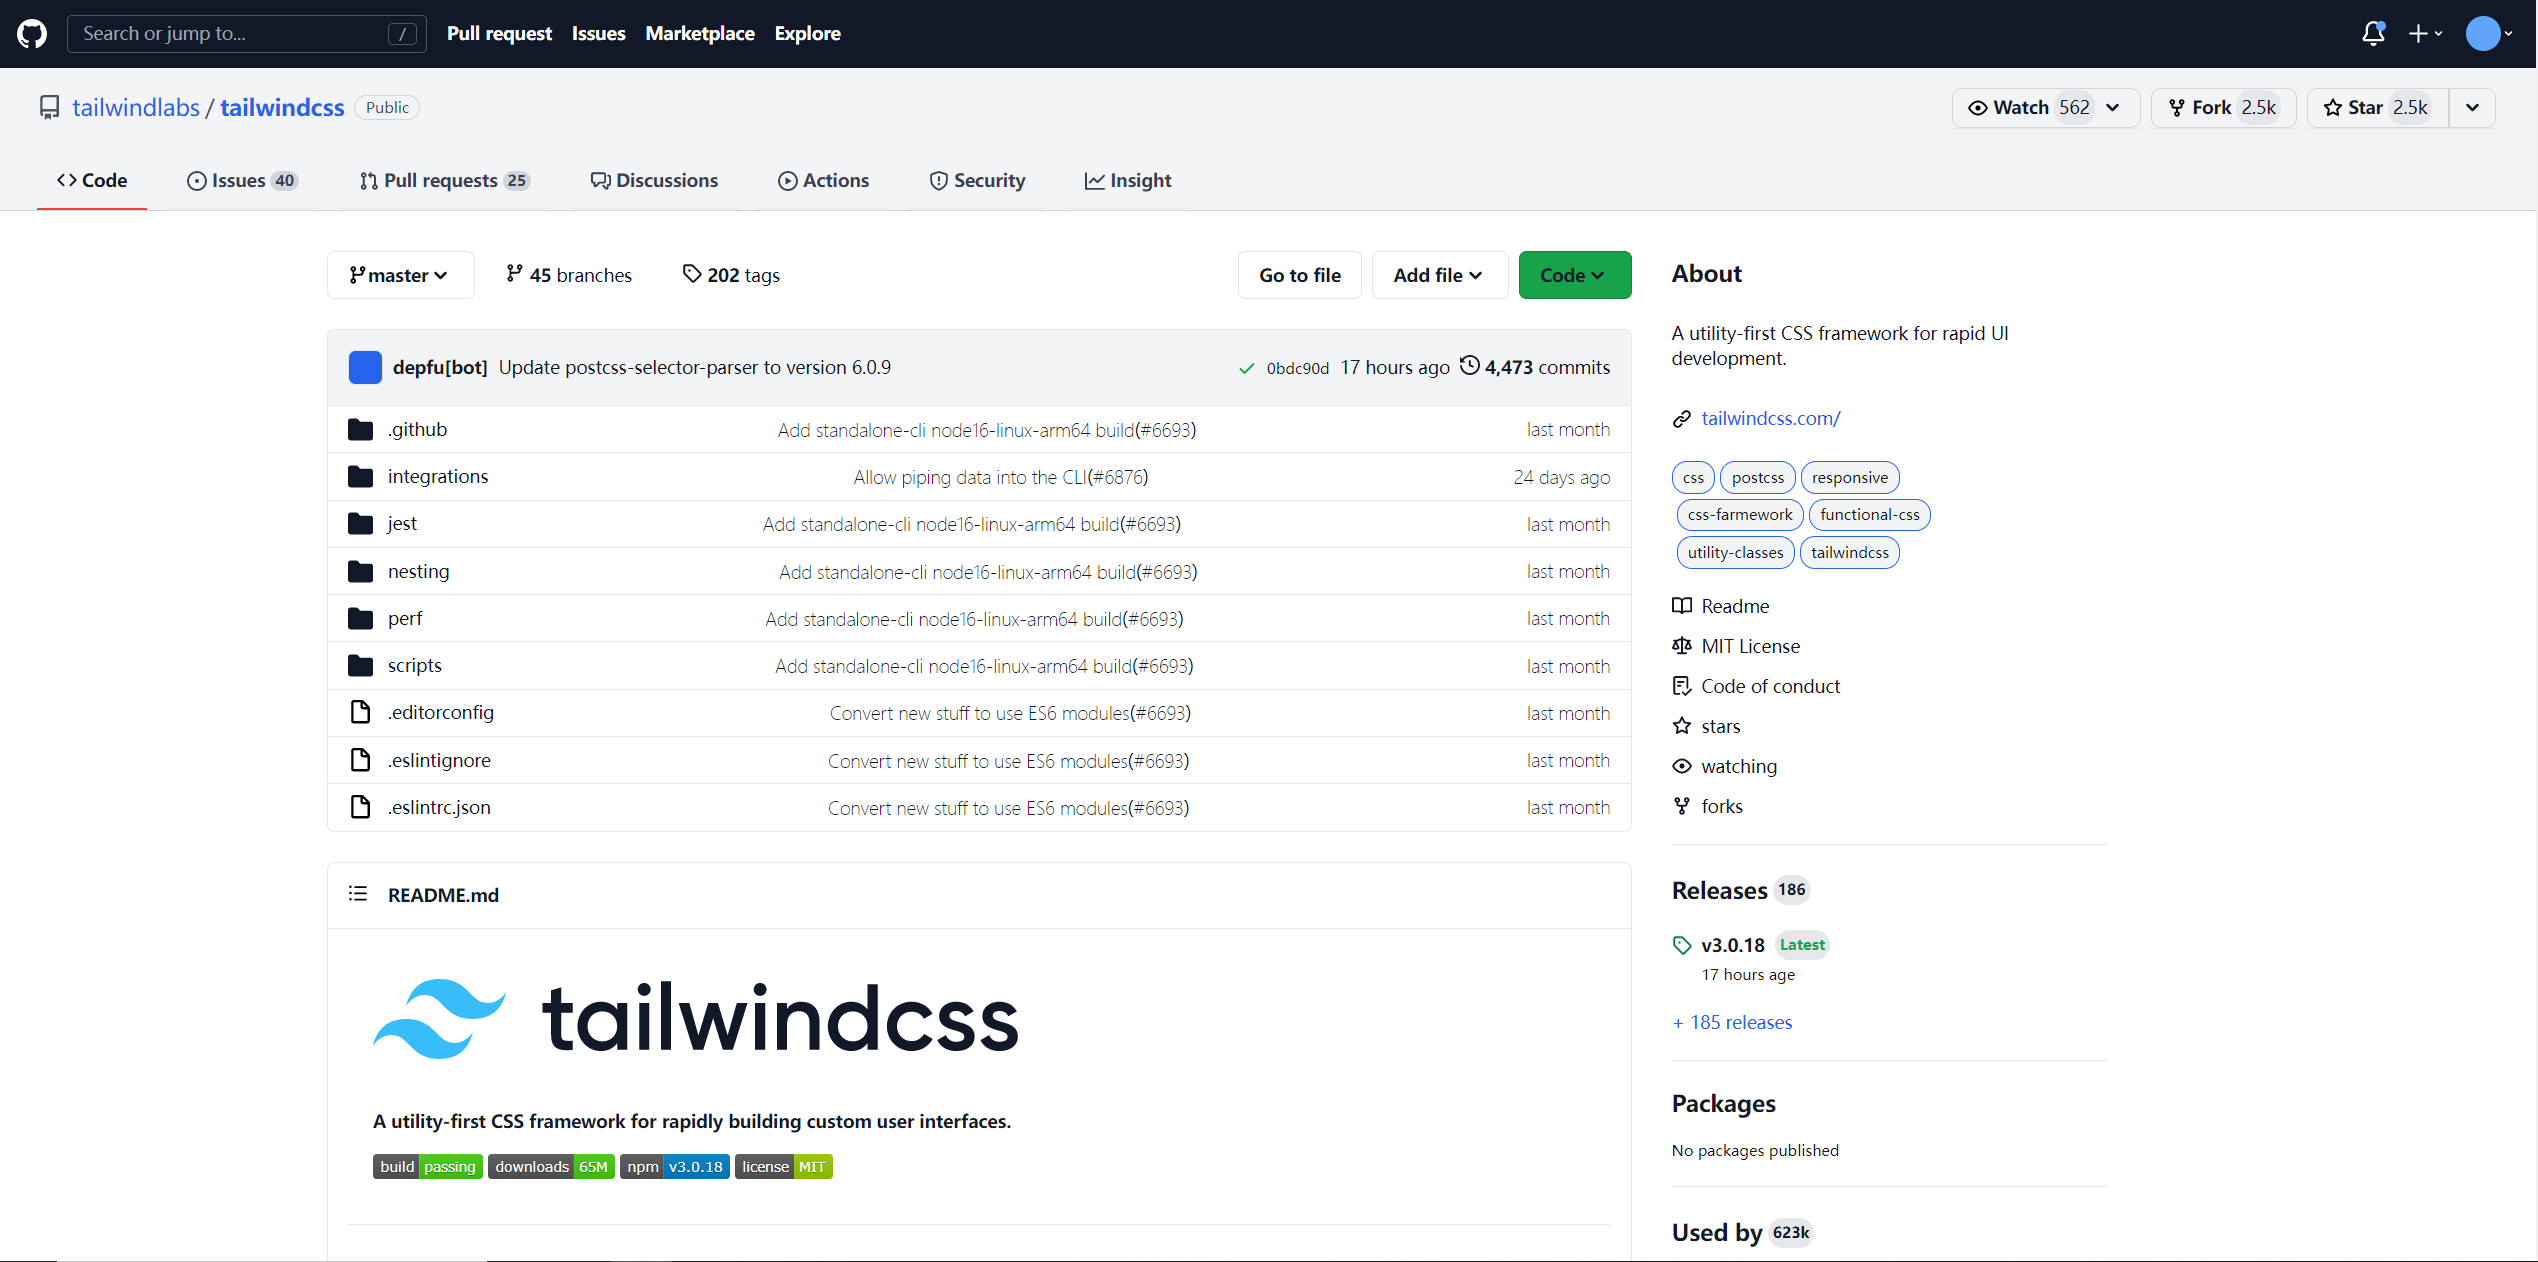 Search or jump to... / Pull request Issues Marketplace Explore
tailwindlabs / tailwindcss Public Watch 562 Fork 2.5k Star 2.5k
Code Issues 40 Pull requests 25 Discussions Actions Security Insight
master 45 branches 202 tags Go to file Add file Code
depfu[bot] Update postcss-selector-parser to version 6.0.9 0bdc90d 17 hours ago 4,473 commits
.github Add standalone-cli node16-linux-arm64 build(#6693) last month
integrations Allow piping data into the CLI(#6876) 24 days ago
jest Add standalone-cli node16-linux-arm64 build(#6693) last month
nesting Add standalone-cli node16-linux-arm64 build(#6693) last month
perf Add standalone-cli node16-linux-arm64 build(#6693) last month
scripts Add standalone-cli node16-linux-arm64 build(#6693) last month
.editorconfig Convert new stuff to use ES6 modules(#6693) last month
.eslintignore Convert new stuff to use ES6 modules(#6693) last month
.eslintrc.json Convert new stuff to use ES6 modules(#6693) last month
README.md
tailwindcss
A utility-first CSS framework for rapidly building custom user interfaces.
build passing downloads 65M npm v3.0.18 license MIT
About
A utility-first CSS framework for rapid UI
development.
tailwindcss.com/
css postcss responsive
css-farmework functional-css
utility-classes tailwindcss
Readme
MIT License
Code of conduct
stars
watching
forks
Releases 186
v3.0.18 Latest
17 hours age
+ 185 releases
Packages
No packages published
Used by 623k